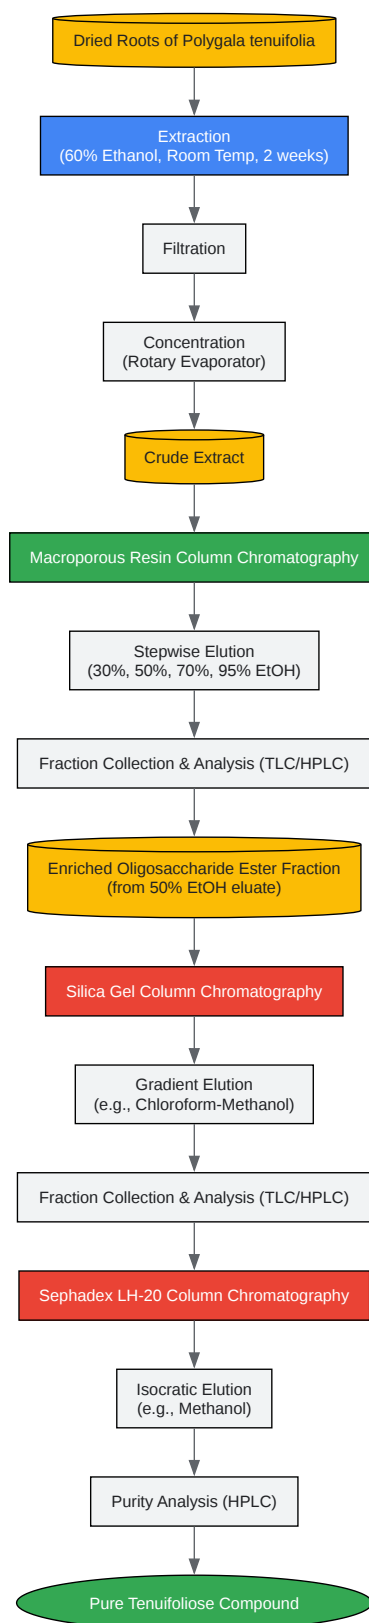 Dried Roots of Polygala tenuifolia
Extraction
(60% Ethanol, Room Temp, 2 weeks)
Filtration
Concentration
(Rotary Evaporator)
Crude Extract
Macroporous Resin Column Chromatography
Stepwise Elution
(30%, 50%, 70%, 95% EtOH)
Fraction Collection & Analysis (TLC/HPLC)
Enriched Oligosaccharide Ester Fraction
(from 50% EtOH eluate)
Silica Gel Column Chromatography
Gradient Elution
(e.g., Chloroform-Methanol)
Fraction Collection & Analysis (TLC/HPLC)
Sephadex LH-20 Column Chromatography
Isocratic Elution
(e.g., Methanol)
Purity Analysis (HPLC)
Pure Tenuifoliose Compound